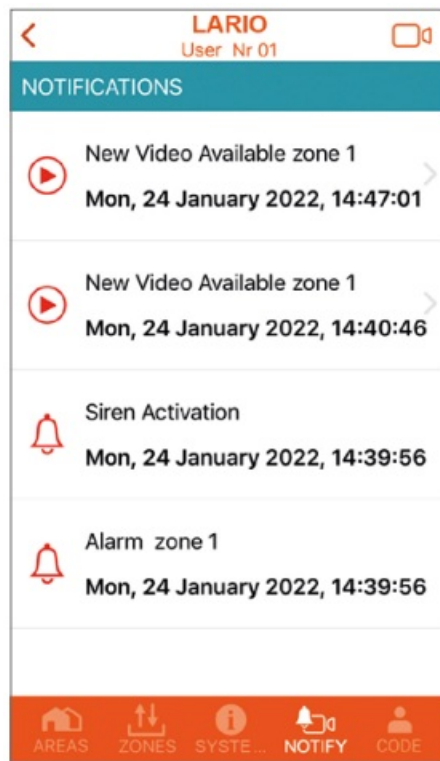 LARIO
User Nr 01
NOTIFICATIONS
New Video Available zone 1
Mon, 24 January 2022, 14:47:01
New Video Available zone 1
Mon, 24 January 2022, 14:40:46
Siren Activation
Mon, 24 January 2022, 14:39:56
Alarm zone 1
Mon, 24 January 2022, 14:39:56
AREAS ZONES SYSTE... NOTIFY CODE